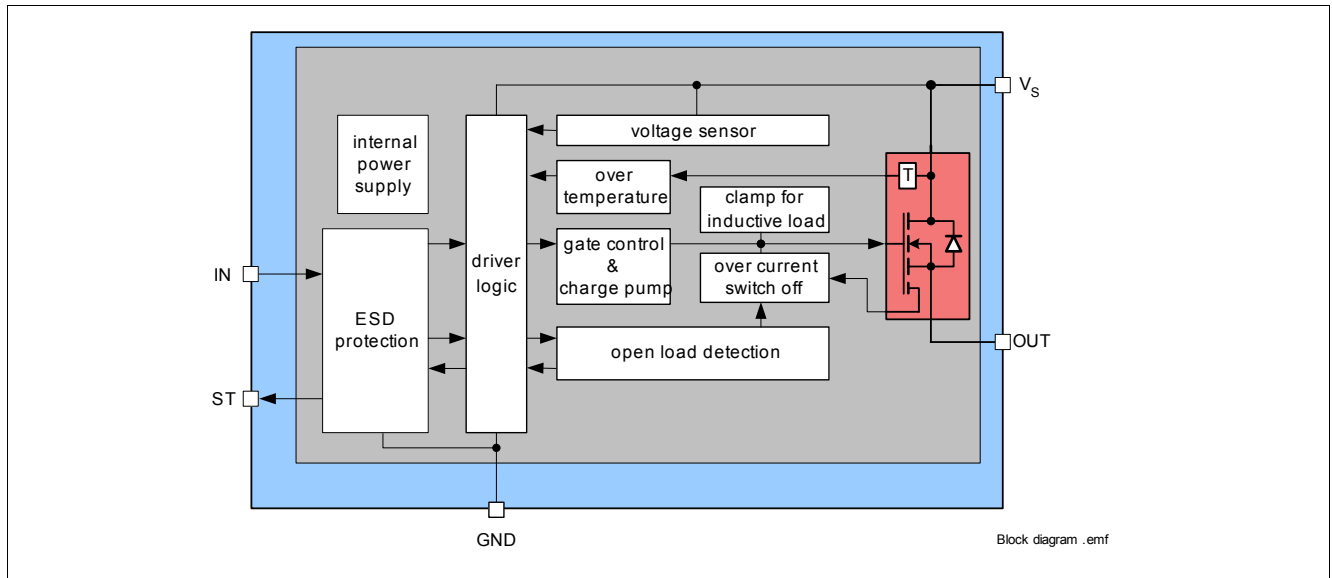 V_S
voltage sensor
internal
power
supply
over
temperature
T
clamp for
inductive load
driver
logic
gate control
&
charge pump
over current
switch off
IN
ESD
protection
open load detection
OUT
ST
GND
Block diagram .emf